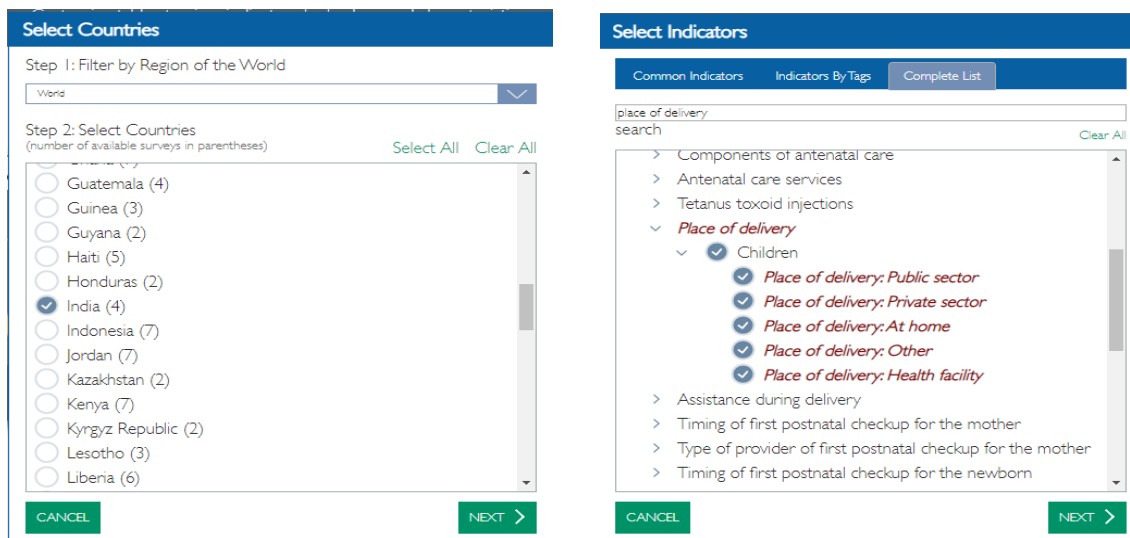 Select Countries
Step 1: Filter by Region of the World
World
Step 2: Select Countries
(number of available surveys in parentheses)
Select All Clear All
Guatemala (4)
Guinea (3)
Guyana (2)
Haiti (5)
Honduras (2)
India (4)
Indonesia (7)
Jordan (7)
Kazakhstan (2)
Kenya (7)
Kyrgyz Republic (2)
Lesotho (3)
Liberia (6)
CANCEL
NEXT
Select Indicators
Common Indicators Indicators By Tags Complete List
place of delivery
search
Clear All
Components of antenatal care
Antenatal care services
Tetanus toxoid injections
Place of delivery
Children
Place of delivery: Public sector
Place of delivery: Private sector
Place of delivery: At home
Place of delivery: Other
Place of delivery: Health facility
Assistance during delivery
Timing of first postnatal checkup for the mother
Type of provider of first postnatal checkup for the mother
Timing of first postnatal checkup for the newborn
CANCEL
NEXT